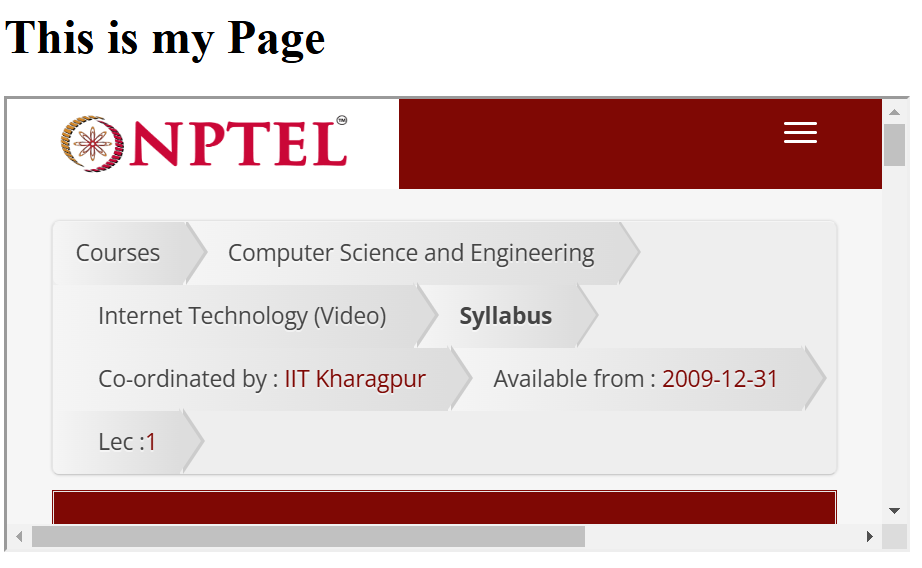 This is my Page
NPTEL™
Courses Computer Science and Engineering
Internet Technology (Video) Syllabus
Co-ordinated by : IIT Kharagpur Available from : 2009-12-31
Lec :1